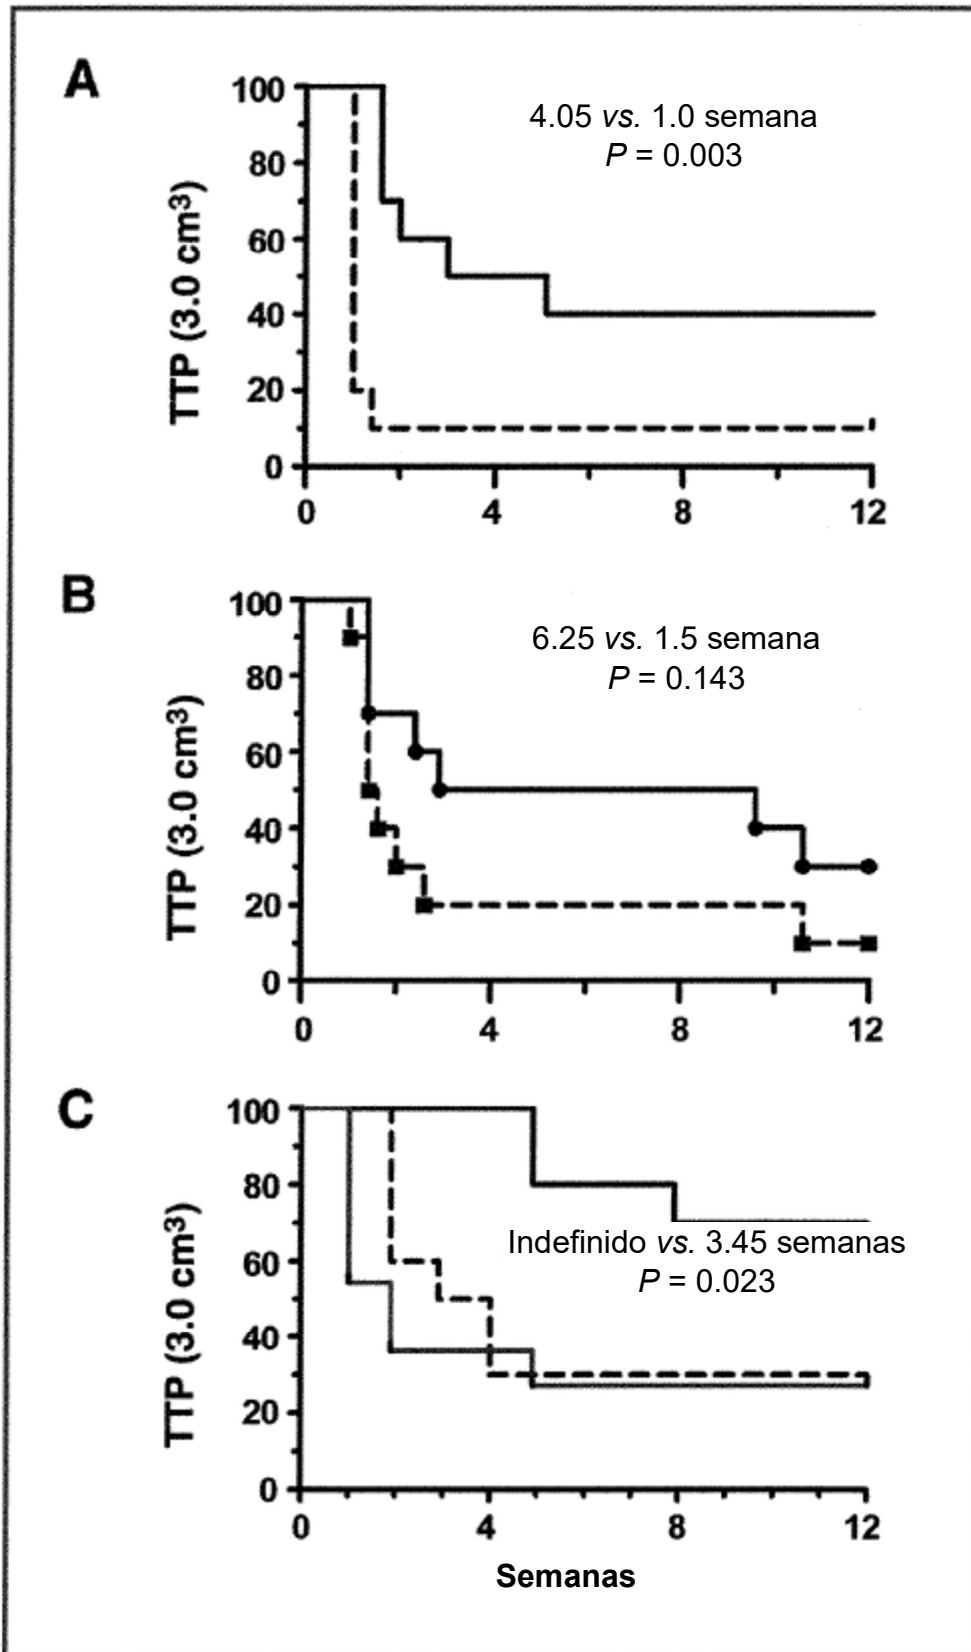 A
4.05 vs. 1.0 semana
P = 0.003
TTP (3.0 cm³)
100
80
60
40
20
0
0 4 8 12
B
6.25 vs. 1.5 semana
P = 0.143
TTP (3.0 cm³)
100
80
60
40
20
0
0 4 8 12
C
Indefinido vs. 3.45 semanas
P = 0.023
TTP (3.0 cm³)
100
80
60
40
20
0
0 4 8 12
Semanas